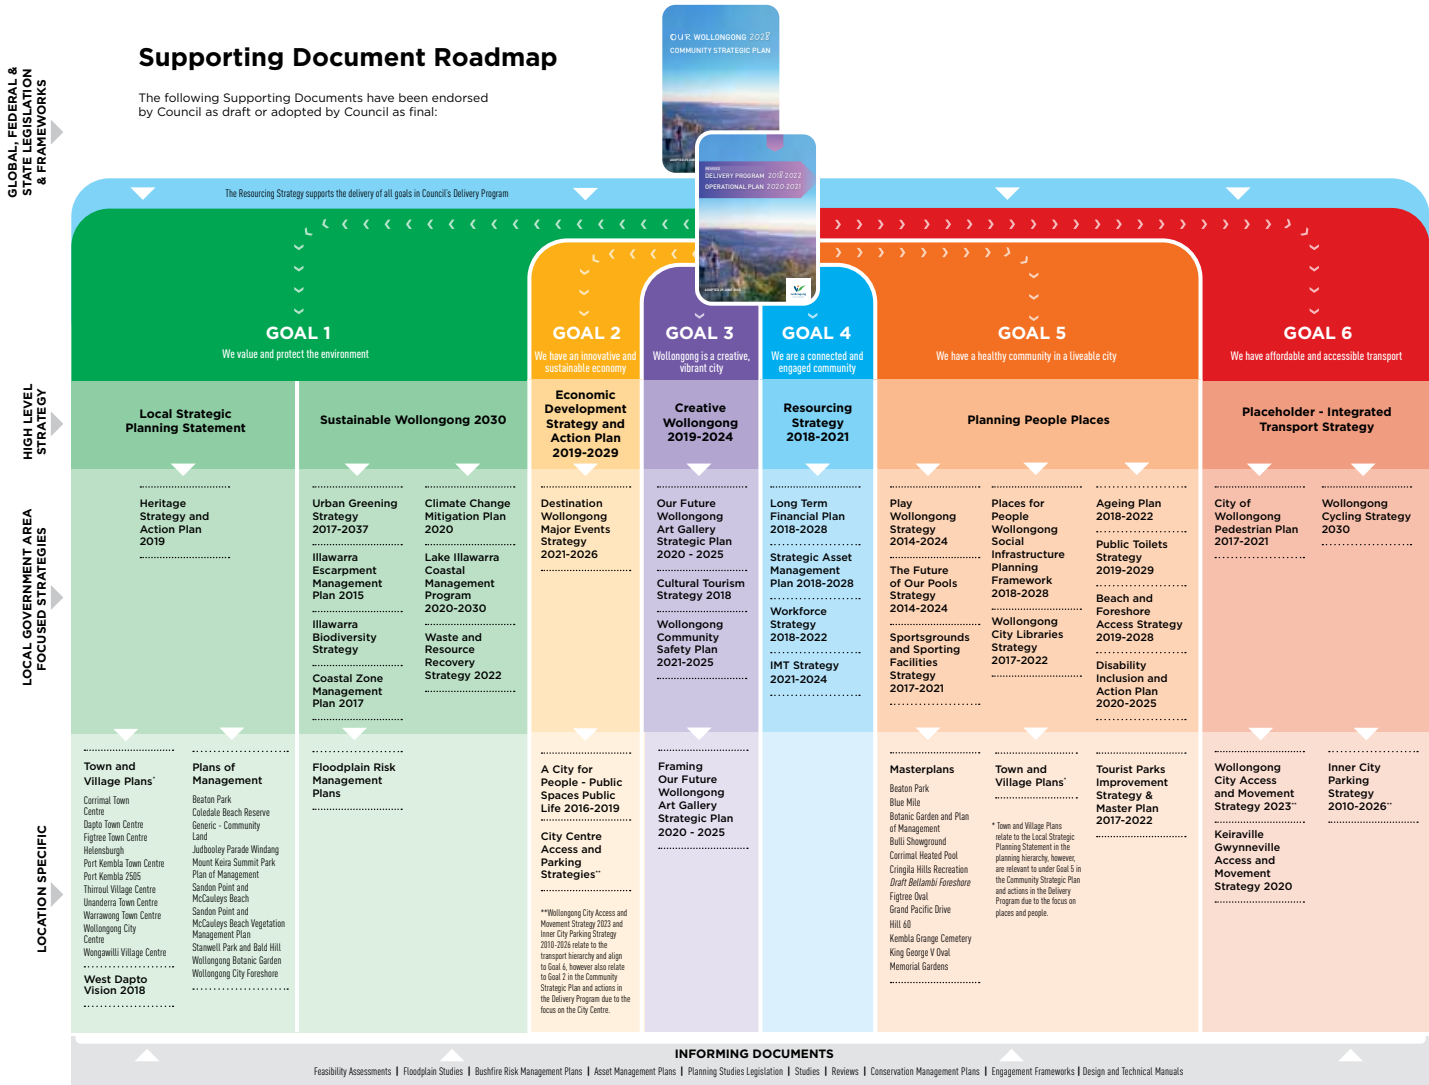 OUR WOLLONGONG 2028
COMMUNITY STRATEGIC PLAN
Supporting Document Roadmap
The following Supporting Documents have been endorsed
by Council as draft or adopted by Council as final:
GLOBAL, FEDERAL &
STATE LEGISLATION
& FRAMEWORKS
DELIVERY PROGRAM 2018-2022
OPERATIONAL PLAN 2020-2021
The Resourcing Strategy supports the delivery of all goals in Council's Delivery Program
GOAL 1
We value and protect the environment
GOAL 2
We have an innovative and
sustainable economy
GOAL 3
Wollongong is a creative,
vibrant city
GOAL 4
We are a connected and
engaged community
GOAL 5
We have a healthy community in a liveable city
GOAL 6
We have affordable and accessible transport
HIGH LEVEL
STRATEGY
Local Strategic
Planning Statement
Sustainable Wollongong 2030
Economic
Development
Strategy and
Action Plan
2019-2029
Creative
Wollongong
2019-2024
Resourcing
Strategy
2018-2021
Planning People Places
Placeholder - Integrated
Transport Strategy
LOCAL GOVERNMENT AREA
FOCUSED STRATEGIES
Heritage
Strategy and
Action Plan
2019
Urban Greening
Strategy
2017-2037
Illawarra
Escarpment
Management
Plan 2015
Illawarra
Biodiversity
Strategy
Coastal Zone
Management
Plan 2017
Climate Change
Mitigation Plan
2020
Lake Illawarra
Coastal
Management
Program
2020-2030
Waste and
Resource
Recovery
Strategy 2022
Destination
Wollongong
Major Events
Strategy
2021-2026
Our Future
Wollongong
Art Gallery
Strategic Plan
2020 - 2025
Cultural Tourism
Strategy 2018
Wollongong
Community
Safety Plan
2021-2025
Long Term
Financial Plan
2018-2028
Strategic Asset
Management
Plan 2018-2028
Workforce
Strategy
2018-2022
IMT Strategy
2021-2024
Play
Wollongong
Strategy
2014-2024
The Future
of Our Pools
Strategy
2014-2024
Sportsgrounds
and Sporting
Facilities
Strategy
2017-2021
Places for
People
Wollongong
Social
Infrastructure
Planning
Framework
2018-2028
Wollongong
City Libraries
Strategy
2017-2022
Ageing Plan
2018-2022
Public Toilets
Strategy
2019-2029
Beach and
Foreshore
Access Strategy
2019-2028
Disability
Inclusion and
Action Plan
2020-2025
City of
Wollongong
Pedestrian Plan
2017-2021
Wollongong
Cycling Strategy
2030
LOCATION SPECIFIC
Town and
Village Plans*
Corrimal Town
Centre
Dapto Town Centre
Figtree Town Centre
Helensburgh
Port Kembla Town Centre
Port Kembla 2505
Thirroul Village Centre
Unanderra Town Centre
Warrawong Town Centre
Wollongong City
Centre
Wongawilli Village Centre
West Dapto
Vision 2018
Plans of
Management
Beaton Park
Coledale Beach Reserve
Generic - Community
Land
Judbooley Parade Windang
Mount Keira Summit Park
Plan of Management
Sandon Point and
McCauleys Beach
Sandon Point and
McCauleys Beach Vegetation
Management Plan
Stanwell Park and Bald Hill
Wollongong Botanic Garden
Wollongong City Foreshore
Floodplain Risk
Management
Plans
A City for
People - Public
Spaces Public
Life 2016-2019
City Centre
Access and
Parking
Strategies**
**Wollongong City Access and
Movement Strategy 2023 and
Inner City Parking Strategy
2010-2026 relate to the
transport hierarchy and align
to Goal 6, however also relate
to Goal 2 in the Community
Strategic Plan and actions in
the Delivery Program due to the
focus on the City Centre.
Framing
Our Future
Wollongong
Art Gallery
Strategic Plan
2020 - 2025
Masterplans
Beaton Park
Blue Mile
Botanic Garden and Plan
of Management
Bulli Showground
Corrimal Heated Pool
Cringila Hills Recreation
Draft Bellambi Foreshore
Figtree Oval
Grand Pacific Drive
Hill 60
Kembla Grange Cemetery
King George V Oval
Memorial Gardens
Town and
Village Plans*
* Town and Village Plans
relate to the Local Strategic
Planning Statement in the
planning hierarchy, however,
are relevant to under Goal 5 in
the Community Strategic Plan
and actions in the Delivery
Program due to the focus on
places and people.
Tourist Parks
Improvement
Strategy &
Master Plan
2017-2022
Wollongong
City Access
and Movement
Strategy 2023**
Keiraville
Gwynneville
Access and
Movement
Strategy 2020
Inner City
Parking
Strategy
2010-2026**
INFORMING DOCUMENTS
Feasibility Assessments | Floodplain Studies | Bushfire Risk Management Plans | Asset Management Plans | Planning Studies Legislation | Studies | Reviews | Conservation Management Plans | Engagement Frameworks | Design and Technical Manuals